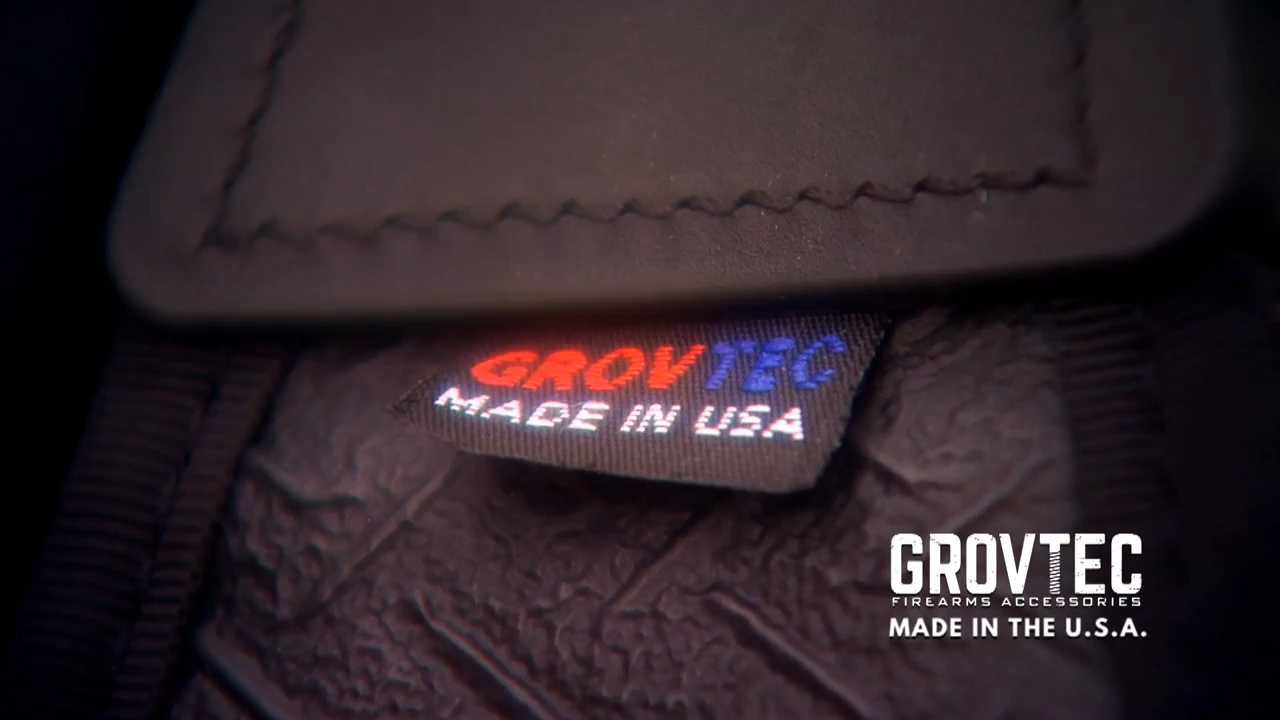 GROVTEC
MADE IN USA
GROVTEC
FIREARMS ACCESSORIES
MADE IN THE U.S.A.